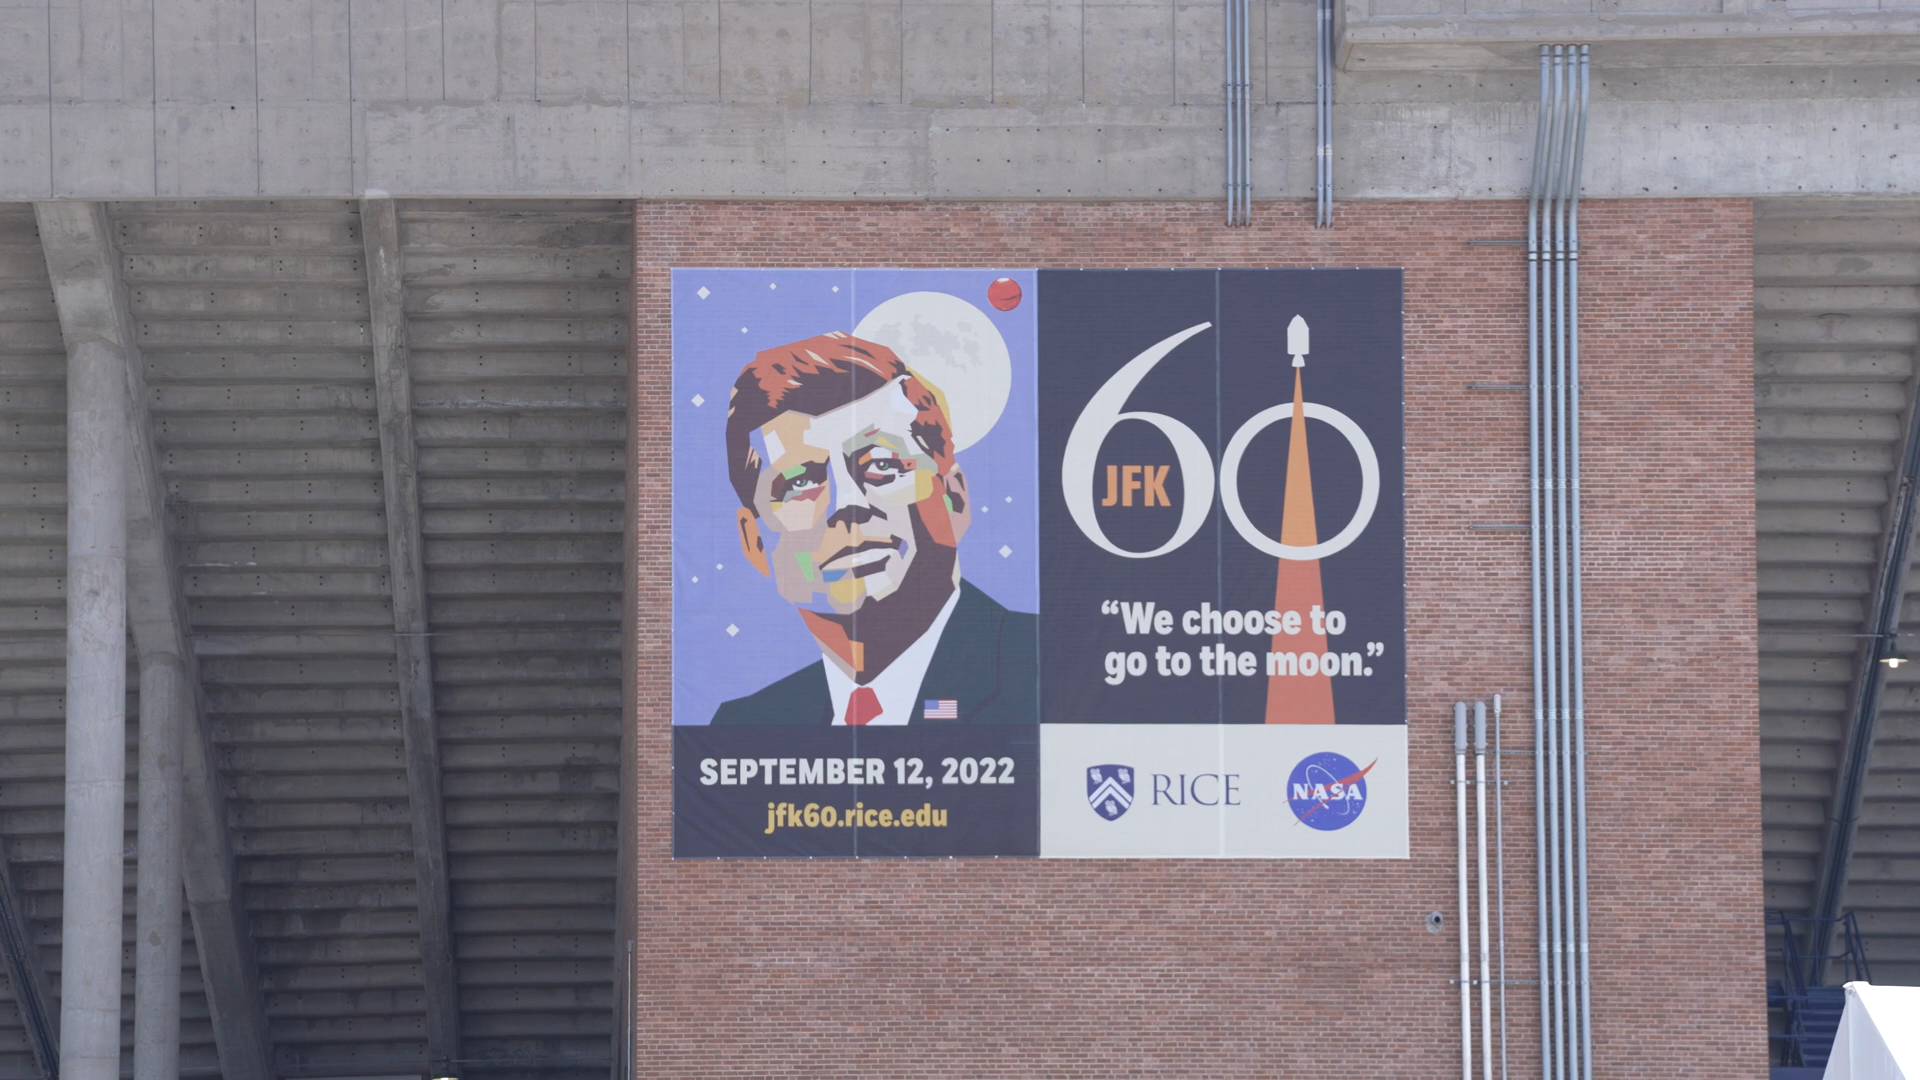 60
JFK
“We choose to
go to the moon.”
SEPTEMBER 12, 2022
jfk60.rice.edu
RICE
NASA